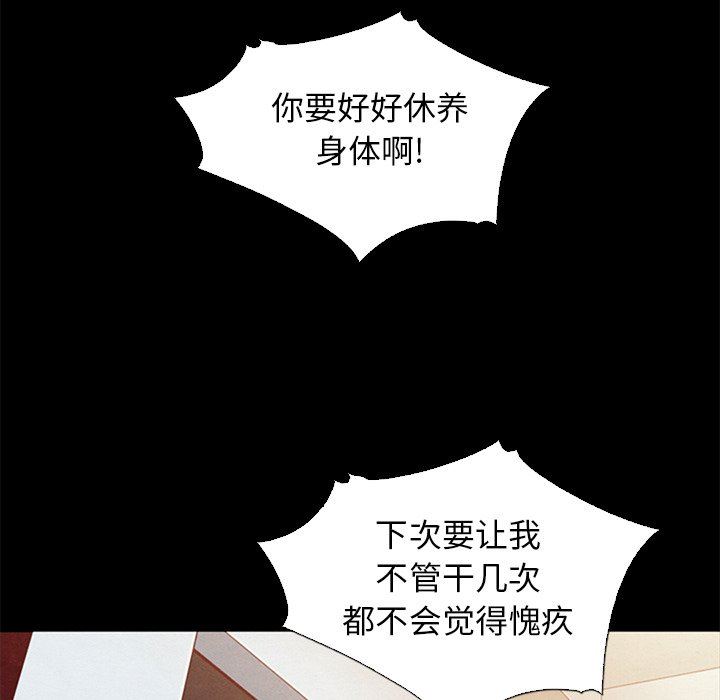 你要好好休养
身体啊!
下次要让我
不管干几次
都不会觉得愧疚